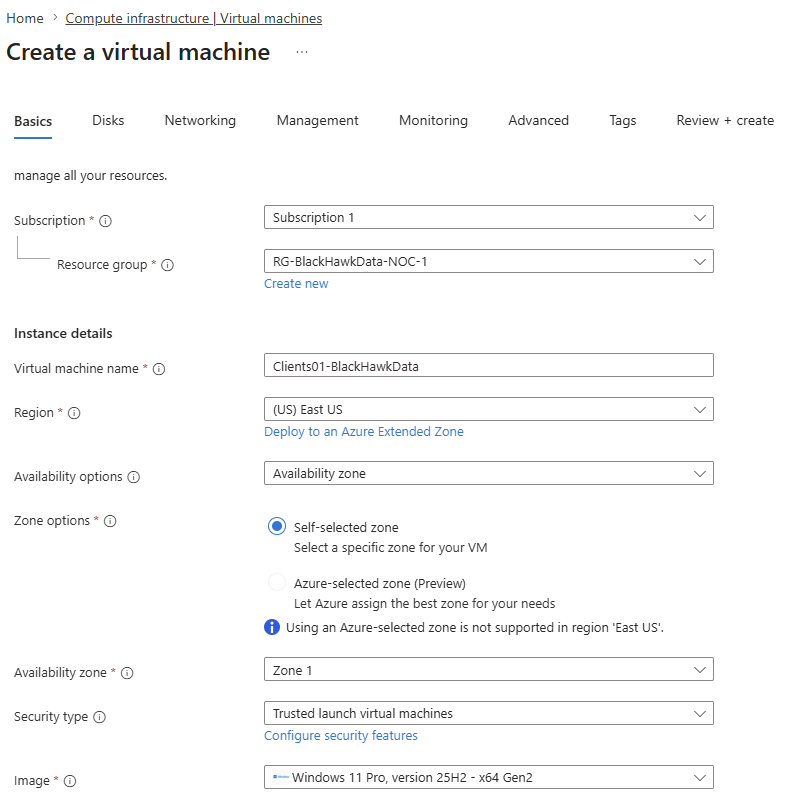 Home > Compute infrastructure | Virtual machines
Create a virtual machine ...
Basics Disks Networking Management Monitoring Advanced Tags Review + create
manage all your resources.
Subscription * Subscription 1
Resource group * RG-BlackHawkData-NOC-1
Create new
Instance details
Virtual machine name * Clients01-BlackHawkData
Region * (US) East US
Deploy to an Azure Extended Zone
Availability options Availability zone
Zone options * Self-selected zone
Select a specific zone for your VM
Azure-selected zone (Preview)
Let Azure assign the best zone for your needs
Using an Azure-selected zone is not supported in region 'East US'.
Availability zone * Zone 1
Security type Trusted launch virtual machines
Configure security features
Image * Windows 11 Pro, version 25H2 - x64 Gen2